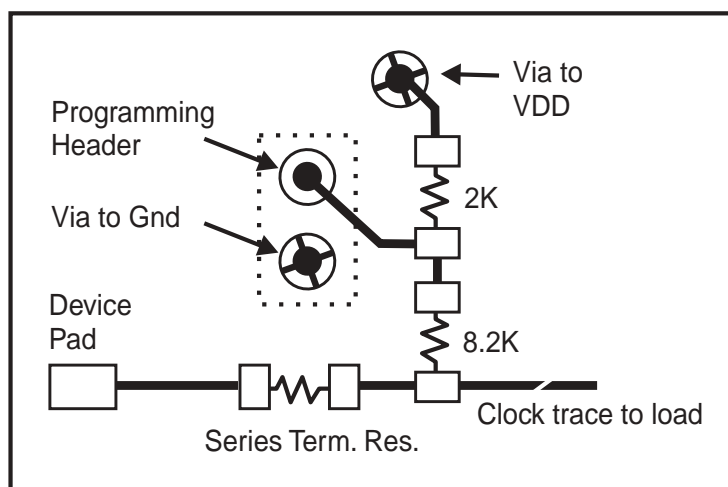 Via to
VDD
Programming
Header
2K
Via to Gnd
Device
Pad
8.2K
Clock trace to load
Series Term. Res.